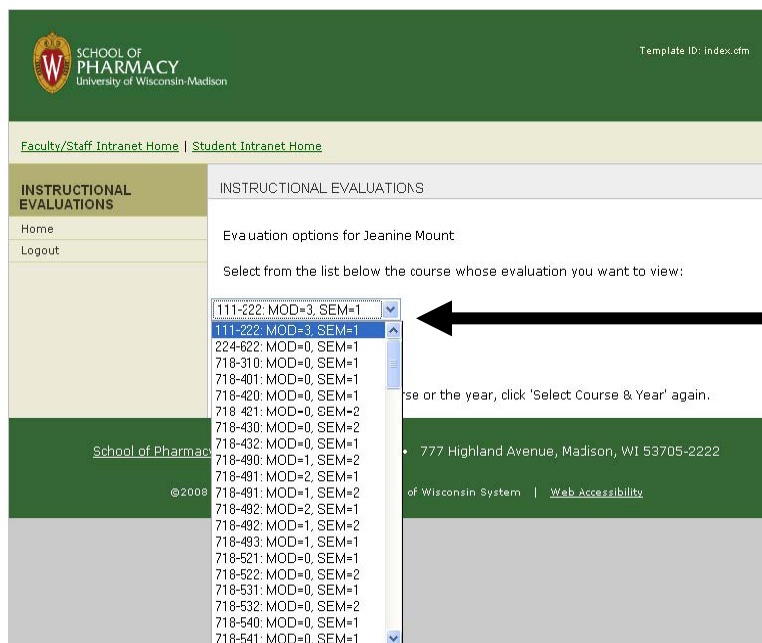 SCHOOL OF
PHARMACY
University of Wisconsin-Madison
Template ID: index.cfm
Faculty/Staff Intranet Home | Student Intranet Home
INSTRUCTIONAL
EVALUATIONS
Home
Logout
INSTRUCTIONAL EVALUATIONS
Evaluation options for Jeanine Mount
Select from the list below the course whose evaluation you want to view:
111-222: MOD=3, SEM=1
111-222: MOD=3, SEM=1
224-622: MOD=0, SEM=1
718-310: MOD=0, SEM=1
718-401: MOD=0, SEM=1
718-420: MOD=0, SEM=1
718-421: MOD=0, SEM=2
718-430: MOD=0, SEM=2
718-432: MOD=0, SEM=1
718-490: MOD=1, SEM=2
718-491: MOD=2, SEM=1
718-491: MOD=1, SEM=2
718-492: MOD=2, SEM=1
718-492: MOD=1, SEM=2
718-493: MOD=1, SEM=1
718-521: MOD=0, SEM=1
718-522: MOD=0, SEM=2
718-531: MOD=0, SEM=1
718-532: MOD=0, SEM=2
718-540: MOD=0, SEM=1
718-541: MOD=0, SEM=1
rse or the year, click 'Select Course & Year' again.
School of Pharmac • 777 Highland Avenue, Madison, WI 53705-2222
©2008 of Wisconsin System | Web Accessibility